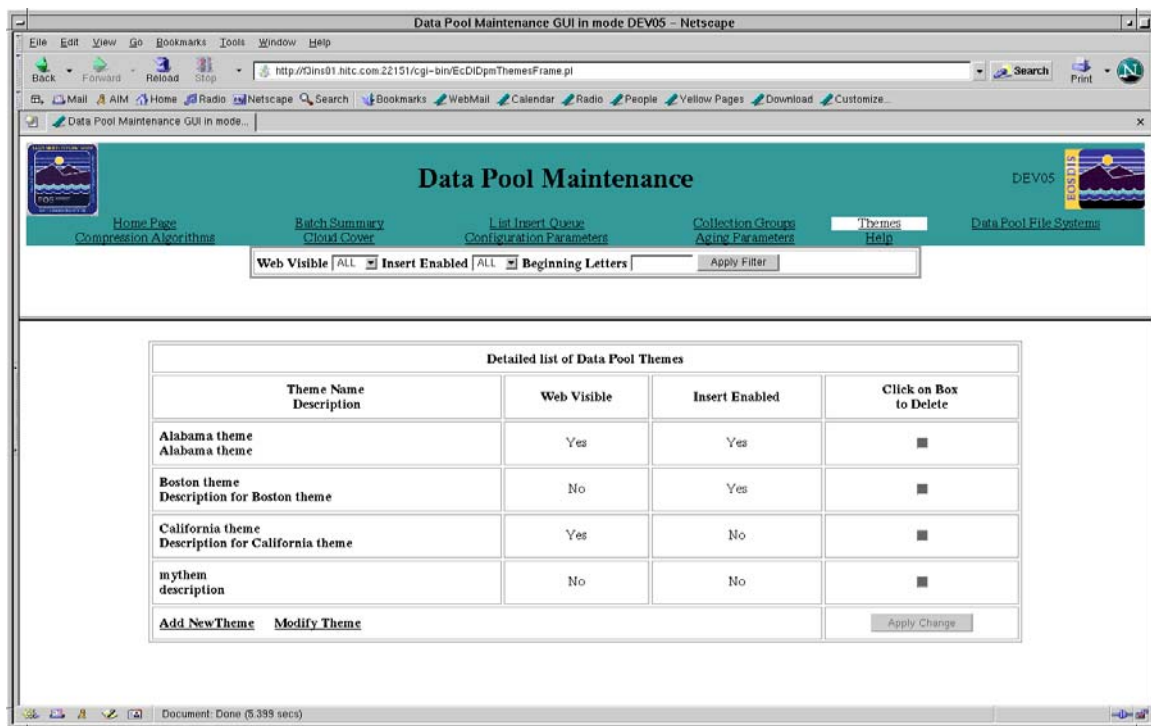 Data Pool Maintenance GUI in mode DEV05 – Netscape
File Edit View Go Bookmarks Tools Window Help
Back Forward Reload Stop http://f3ins01.hitc.com:22151/cgi-bin/EcDlDpmThemesFrame.pl Search Print N
Mail AIM Home Radio Netscape Search Bookmarks WebMail Calendar Radio People Yellow Pages Download Customize...
Data Pool Maintenance GUI in mode...
EOS
Data Pool Maintenance
DEV05
EOSDIS
Home Page Batch Summary List Insert Queue Collection Groups Themes Data Pool File Systems
Compression Algorithms Cloud Cover Configuration Parameters Aging Parameters Help
Web Visible ALL Insert Enabled ALL Beginning Letters Apply Filter
Detailed list of Data Pool Themes
Theme Name
Description
Web Visible
Insert Enabled
Click on Box
to Delete
Alabama theme
Alabama theme
Yes
Yes
Boston theme
Description for Boston theme
No
Yes
California theme
Description for California theme
Yes
No
mythem
description
No
No
Add NewTheme Modify Theme
Apply Change
Document: Done (5.399 secs)